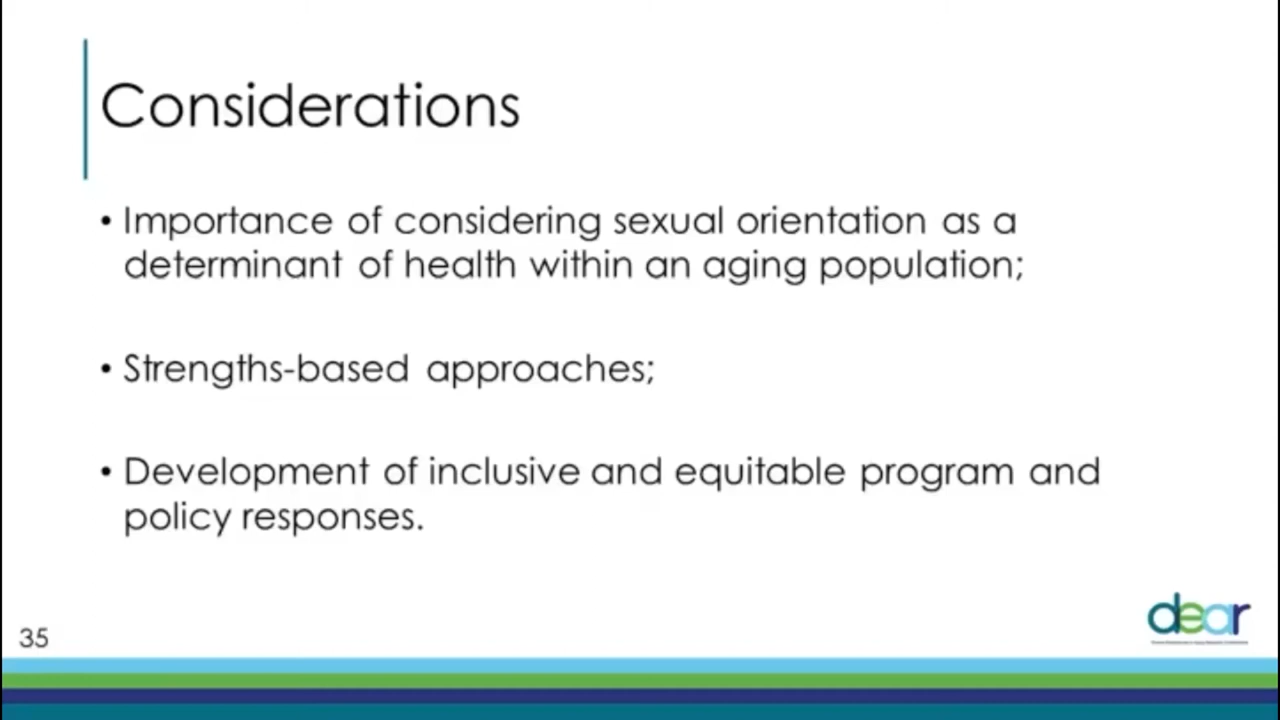 Considerations
• Importance of considering sexual orientation as a
determinant of health within an aging population;
• Strengths-based approaches;
• Development of inclusive and equitable program and
policy responses.
35
dear